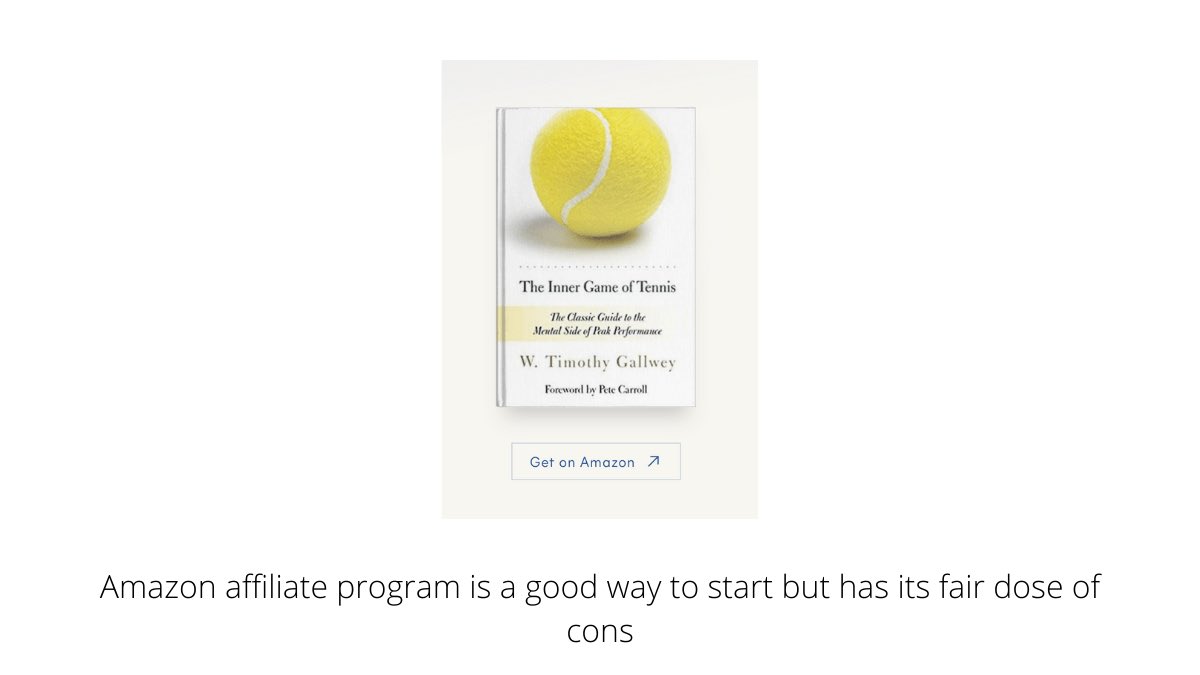 The Inner Game of Tennis
The Classic Guide to the
Mental Side of Peak Performance
W. Timothy Gallwey
Foreword by Pete Carroll
Get on Amazon
Amazon affiliate program is a good way to start but has its fair dose of
cons